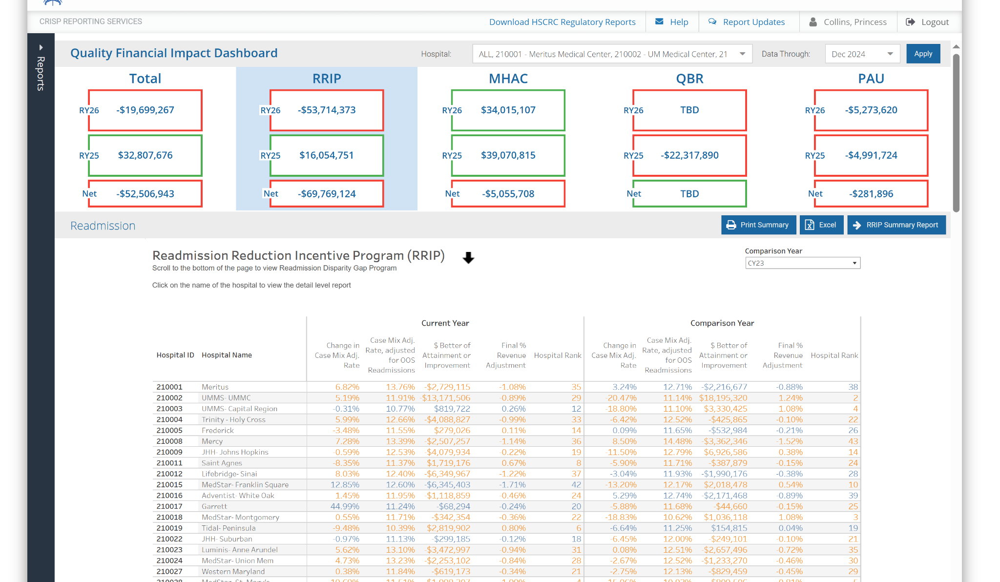 CRISP REPORTING SERVICES
Download HSCRC Regulatory Reports
Help
Report Updates
Collins, Princess
Logout
Reports
Quality Financial Impact Dashboard
Hospital:
ALL, 210001 - Meritus Medical Center, 210002 - UM Medical Center, 21
Data Through:
Dec 2024
Apply
Total
RRIP
MHAC
QBR
PAU
RY26 -$19,699,267
RY26 -$53,714,373
RY26 $34,015,107
RY26 TBD
RY26 -$5,273,620
RY25 $32,807,676
RY25 $16,054,751
RY25 $39,070,815
RY25 -$22,317,890
RY25 -$4,991,724
Net -$52,506,943
Net -$69,769,124
Net -$5,055,708
Net TBD
Net -$281,896
Readmission
Print Summary
Excel
RRIP Summary Report
Readmission Reduction Incentive Program (RRIP)
Scroll to the bottom of the page to view Readmission Disparity Gap Program
Click on the name of the hospital to view the detail level report
Comparison Year
CY23
Current Year
Comparison Year
Hospital ID
Hospital Name
Change in
Case Mix Adj.
Rate
Case Mix Adj.
Rate, adjusted
for OOS
Readmissions
$ Better of
Attainment or
Improvement
Final %
Revenue
Adjustment
Hospital Rank
Change in
Case Mix Adj.
Rate
Case Mix Adj.
Rate, adjusted
for OOS
Readmissions
$ Better of
Attainment or
Improvement
Final %
Revenue
Adjustment
Hospital Rank
210001 Meritus 6.82% 13.76% -$2,729,115 -1.08% 35 3.24% 12.71% -$2,216,677 -0.88% 38
210002 UMMS- UMMC 5.19% 11.91% -$13,171,506 -0.89% 29 -20.47% 11.14% $18,195,320 1.24% 2
210003 UMMS- Capital Region -0.31% 10.77% $819,722 0.26% 12 -18.80% 11.10% $3,330,425 1.08% 4
210004 Trinity - Holy Cross 5.99% 12.66% -$4,088,827 -0.99% 33 -6.42% 12.52% -$425,865 -0.10% 22
210005 Frederick -3.48% 11.55% $279,026 0.11% 14 0.09% 11.65% -$532,984 -0.21% 26
210008 Mercy 7.28% 13.39% -$2,507,257 -1.14% 36 8.50% 14.48% -$3,362,346 -1.52% 43
210009 JHH- Johns Hopkins -0.59% 12.53% -$4,079,934 -0.22% 19 -11.50% 12.79% $6,926,586 0.38% 14
210011 Saint Agnes -8.35% 11.37% $1,719,176 0.67% 8 -5.90% 11.71% -$387,879 -0.15% 24
210012 Lifebridge- Sinai 8.03% 12.40% -$6,349,967 -1.22% 37 -3.04% 11.93% -$1,990,176 -0.38% 28
210015 MedStar- Franklin Square 12.85% 12.60% -$6,345,403 -1.71% 42 -13.20% 12.17% $2,018,478 0.54% 10
210016 Adventist- White Oak 1.45% 11.95% -$1,118,859 -0.46% 24 5.29% 12.74% -$2,171,468 -0.89% 39
210017 Garrett 44.99% 11.24% -$68,294 -0.24% 20 -5.88% 11.68% -$44,660 -0.15% 25
210018 MedStar- Montgomery 0.55% 11.71% -$342,354 -0.36% 22 -18.83% 10.62% $1,036,118 1.08% 3
210019 Tidal- Peninsula -9.48% 10.39% $2,819,902 0.80% 6 -6.64% 11.25% $154,815 0.04% 19
210022 JHH- Suburban -0.97% 11.13% -$299,185 -0.12% 18 -6.45% 12.00% -$249,101 -0.10% 21
210023 Luminis- Anne Arundel 5.62% 13.10% -$3,472,997 -0.94% 31 0.08% 12.51% -$2,657,496 -0.72% 35
210024 MedStar- Union Mem 4.73% 13.23% -$2,253,102 -0.84% 28 -2.67% 12.52% -$1,233,270 -0.46% 30
210027 Western Maryland 0.38% 11.84% -$619,173 -0.34% 21 -2.75% 12.13% -$829,459 -0.45% 29